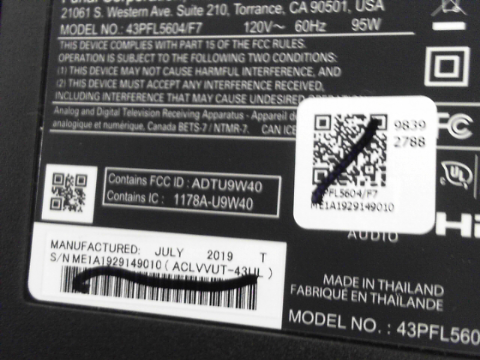 21061 S. Western Ave. Suite 210, Torrance, CA 90501, USA
MODEL NO.: 43PFL5604/F7 120V~ 60Hz 95W
THIS DEVICE COMPLIES WITH PART 15 OF THE FCC RULES.
OPERATION IS SUBJECT TO THE FOLLOWING TWO CONDITIONS:
(1) THIS DEVICE MAY NOT CAUSE HARMFUL INTERFERENCE, AND
(2) THIS DEVICE MUST ACCEPT ANY INTERFERENCE RECEIVED,
INCLUDING INTERFERENCE THAT MAY CAUSE UNDESIRED
Analog and Digital Television Receiving Apparatus -
analogique et numérique, Canada BETS-7 / NTMR-7. CAN ICE
9839
2788
PFL5604/F7
ME1A1929149010
Contains FCC ID : ADTU9W40
Contains IC : 1178A-U9W40
AUDIO
MANUFACTURED: JULY 2019 T
S/N ME1A1929149010 (ACLVVUT-43UL)
MADE IN THAILAND
FABRIQUÉ EN THAÏLANDE
MODEL NO. : 43PFL560